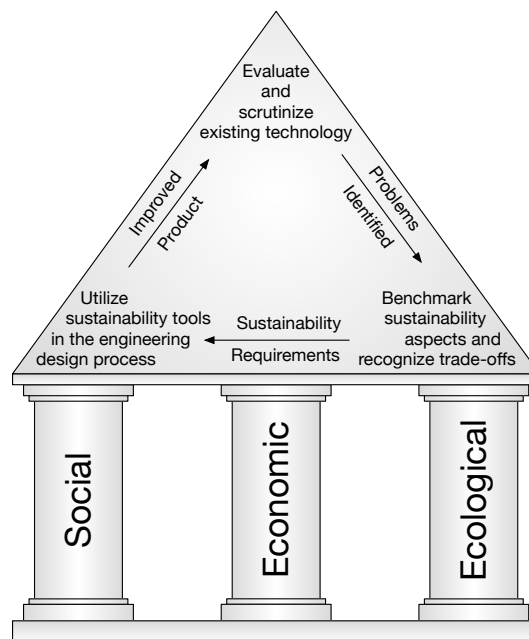 Evaluate
and
scrutinize
existing technology
Improved
Product
Problems
Identified
Utilize
sustainability tools
in the engineering
design process
Sustainability
Requirements
Benchmark
sustainability
aspects and
recognize trade-offs
Social
Economic
Ecological